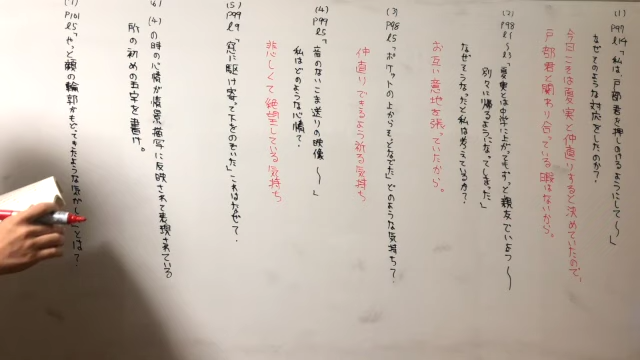 (1)
P97 l14「私は、戸部君を押しのけるようにして〜」
なぜこのような対応をしたのか?
今日こそは夏実と仲直りすると決めていたので、
戸部君と関わり合っている暇はないから。
(2)
P98 l1〜l3「夏実とは中学に上がってもずっと親友でいよう〜
別々に帰るようになってしまった」
なぜそうなったと私は考えているか?
お互い意地を張っていたから。
(3)
P98
l5「ポケットの上からそっとなでた」どのような気持ち?
仲直りできるよう祈る気持ち
(4)
P99
l5「音のないこま送りの映像〜」
私はどのような心情?
悲しくて絶望している気持ち
(5)
P99
l9「窓に駆け寄って下をのぞいた」これはなぜ?
(6)
(4)の時の心情が情景描写に反映されて表現されている
所の初めの五字を書け。
(7)
P101
l5「やっと顔の輪郭がもどってきたような気がした」とは?